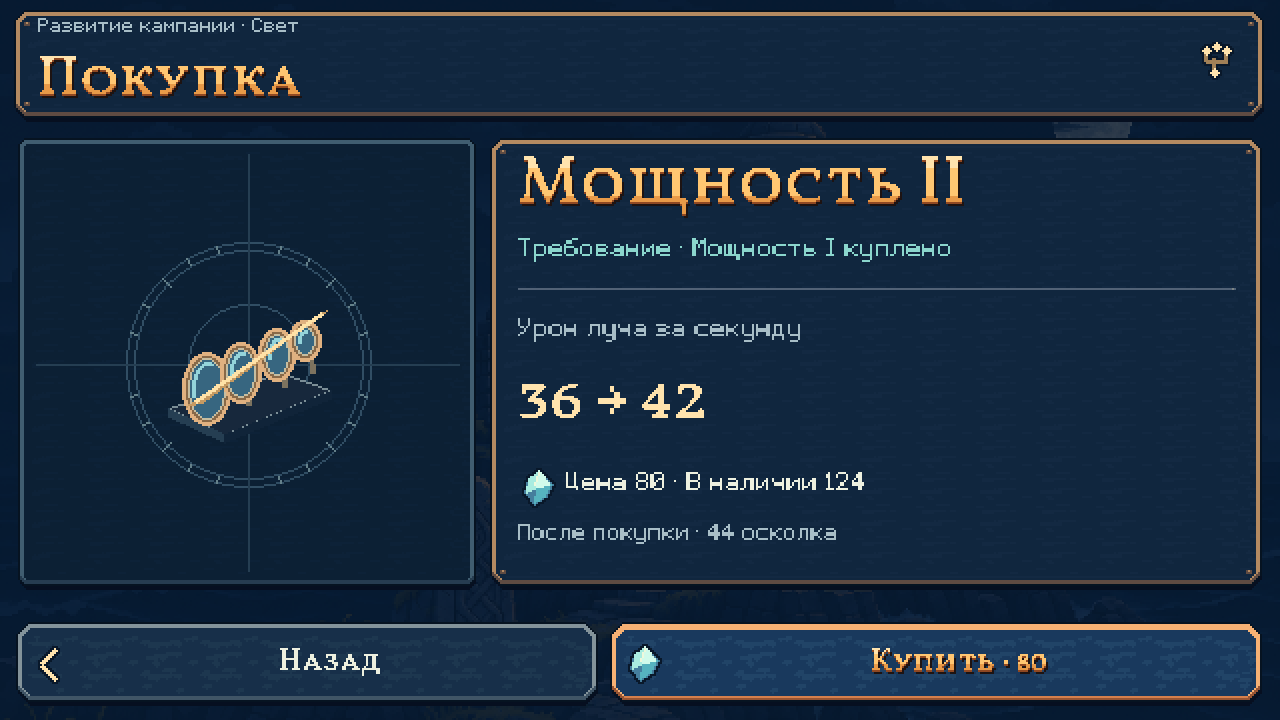 Развитие кампании · Свет
Покупка
Мощность II
Требование · Мощность I куплено
Урон луча за секунду
36 → 42
Цена 80 · В наличии 124
После покупки · 44 осколка
Назад
Купить · 80